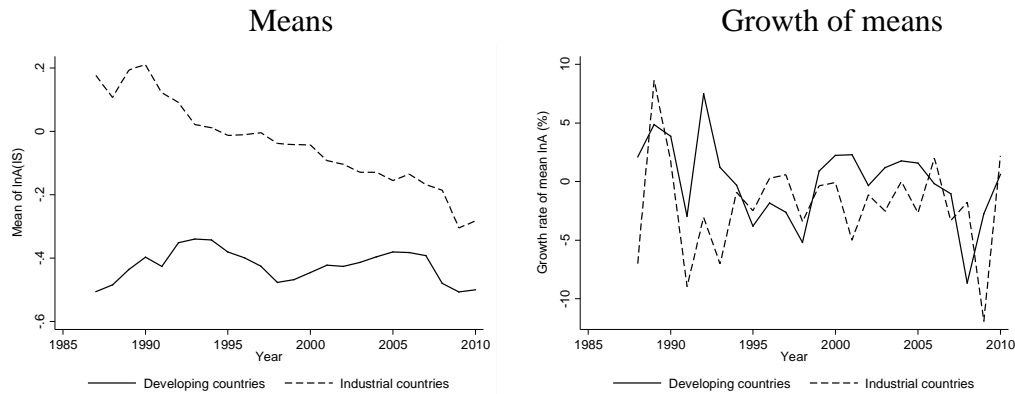 Means
Mean of lnA(IS)
.2
0
-.2
-.4
-.6
1985 1990 1995 2000 2005 2010
Year
Developing countries Industrial countries
Growth of means
Growth rate of mean lnA (%)
10
5
0
-5
-10
1985 1990 1995 2000 2005 2010
Year
Developing countries Industrial countries